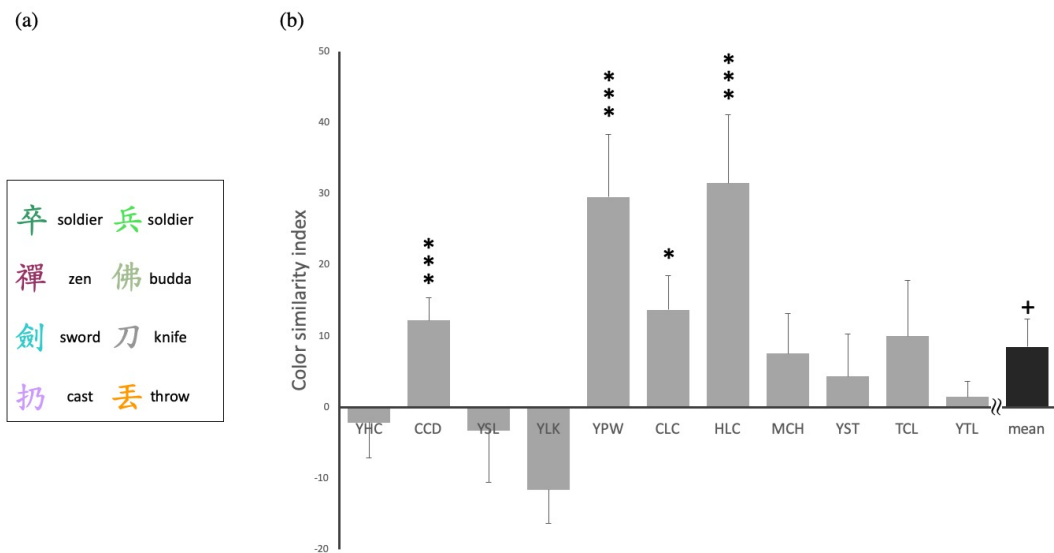 (a)
卒 soldier 兵 soldier
禪 zen 佛 budda
劍 sword 刀 knife
扔 cast 丟 throw
(b)
Color similarity index
50
40
30
20
10
0
-10
-20
***
***
*
***
+
YHC CCD YSL YLK YPW CLC HLC MCH YST TCL YTL mean